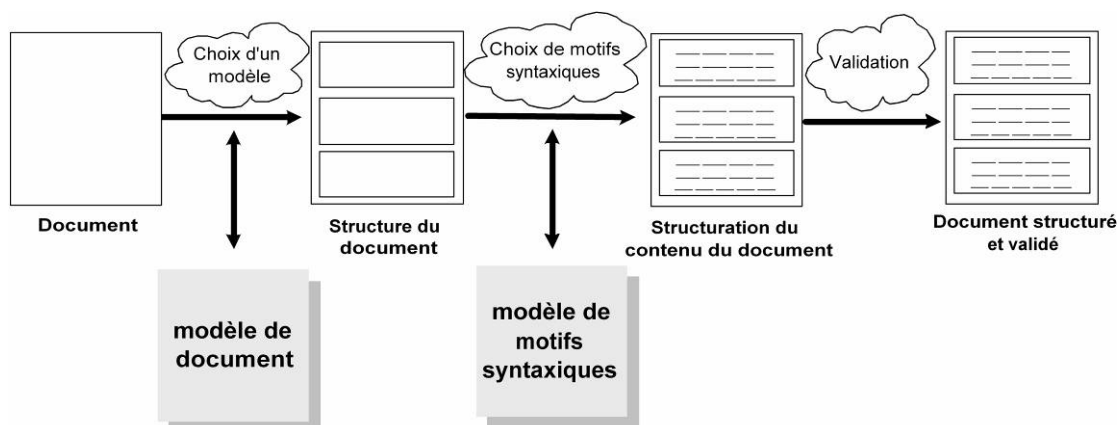 Choix d'un
modèle
Choix de motifs
syntaxiques
Validation
Document
Structure du
document
Structuration du
contenu du document
Document structuré
et validé
modèle de
document
modèle de
motifs
syntaxiques